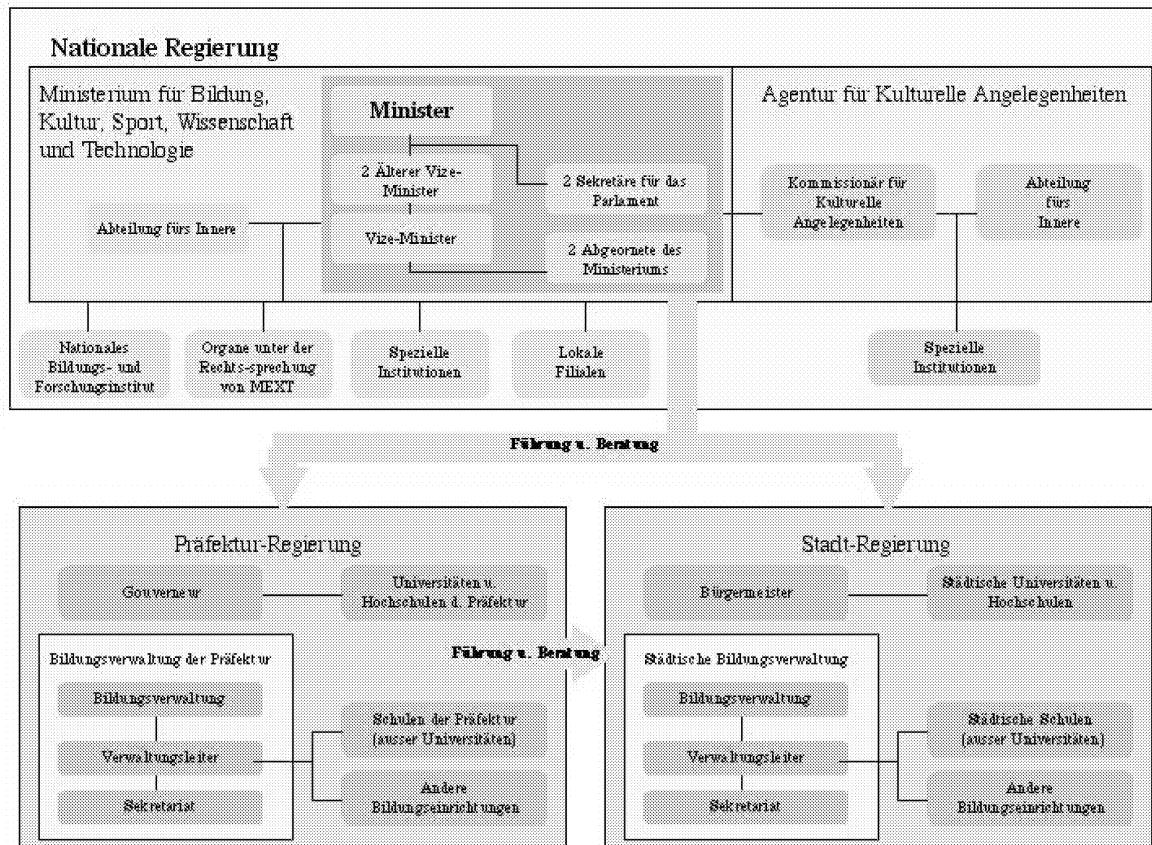 Nationale Regierung
Ministerium für Bildung,
Kultur, Sport, Wissenschaft
und Technologie
Minister
2 Älterer Vize-
Minister
Vize-Minister
2 Sekretäre für das
Parlament
2 Abgeornete des
Ministeriums
Abteilung fürs Innere
Agentur für Kulturelle Angelegenheiten
Kommissionär für
Kulturelle
Angelegenheiten
Abteilung
fürs
Innere
Nationales
Bildungs- und
Forschungsinstitut
Organe unter der
Rechts-sprechung
von MEXT
Spezielle
Institutionen
Lokale
Filialen
Spezielle
Institutionen
Führung u. Beratung
Präfektur-Regierung
Gouverneur
Universitäten u.
Hochschulen d. Präfektur
Bildungsverwaltung der Präfektur
Bildungsverwaltung
Verwaltungsleiter
Sekretariat
Schulen der Präfektur
(ausser Universitäten)
Andere
Bildungseinrichtungen
Führung u. Beratung
Stadt-Regierung
Bürgermeister
Städtische Universitäten u.
Hochschulen
Städtische Bildungsverwaltung
Bildungsverwaltung
Verwaltungsleiter
Sekretariat
Städtische Schulen
(ausser Universitäten)
Andere
Bildungseinrichtungen